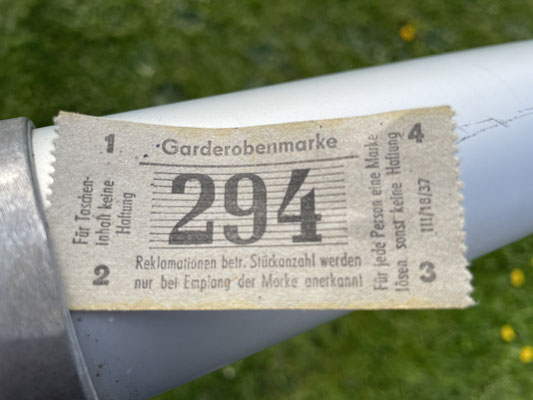 1
Für Taschen-
Inhalt keine
Haftung
2
Garderobenmarke
294
Reklamationen betr. Stückanzahl werden
nur bei Empfang der Marke anerkannt
4
Für jede Person eine Marke
lösen, sonst keine Haftung
III/18/37
3